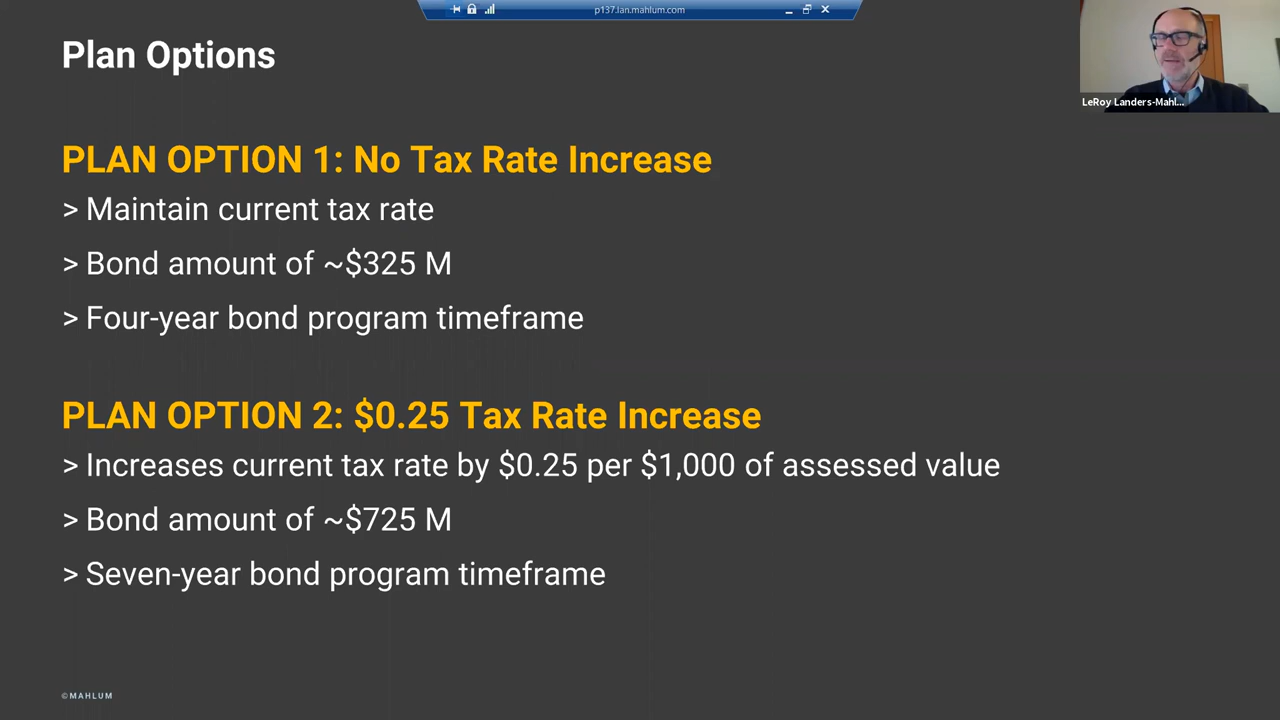 p137.lan.mahlum.com
Plan Options
LeRoy Landers-Mahl...
PLAN OPTION 1: No Tax Rate Increase
> Maintain current tax rate
> Bond amount of ~$325 M
> Four-year bond program timeframe
PLAN OPTION 2: $0.25 Tax Rate Increase
> Increases current tax rate by $0.25 per $1,000 of assessed value
> Bond amount of ~$725 M
> Seven-year bond program timeframe
©MAHLUM